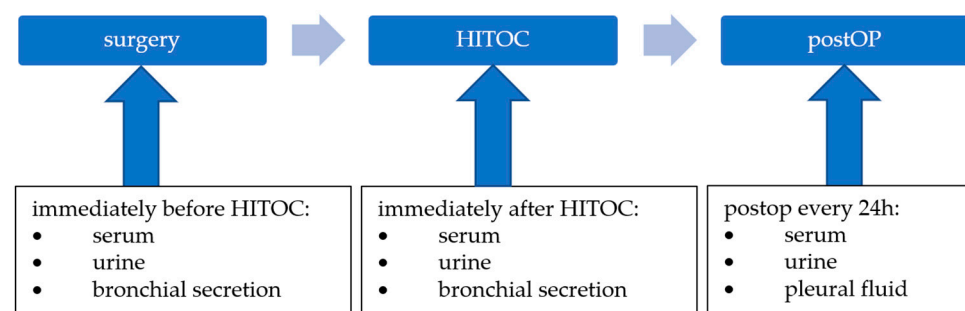 surgery
HITOC
postOP
immediately before HITOC:
• serum
• urine
• bronchial secretion
immediately after HITOC:
• serum
• urine
• bronchial secretion
postop every 24h:
• serum
• urine
• pleural fluid